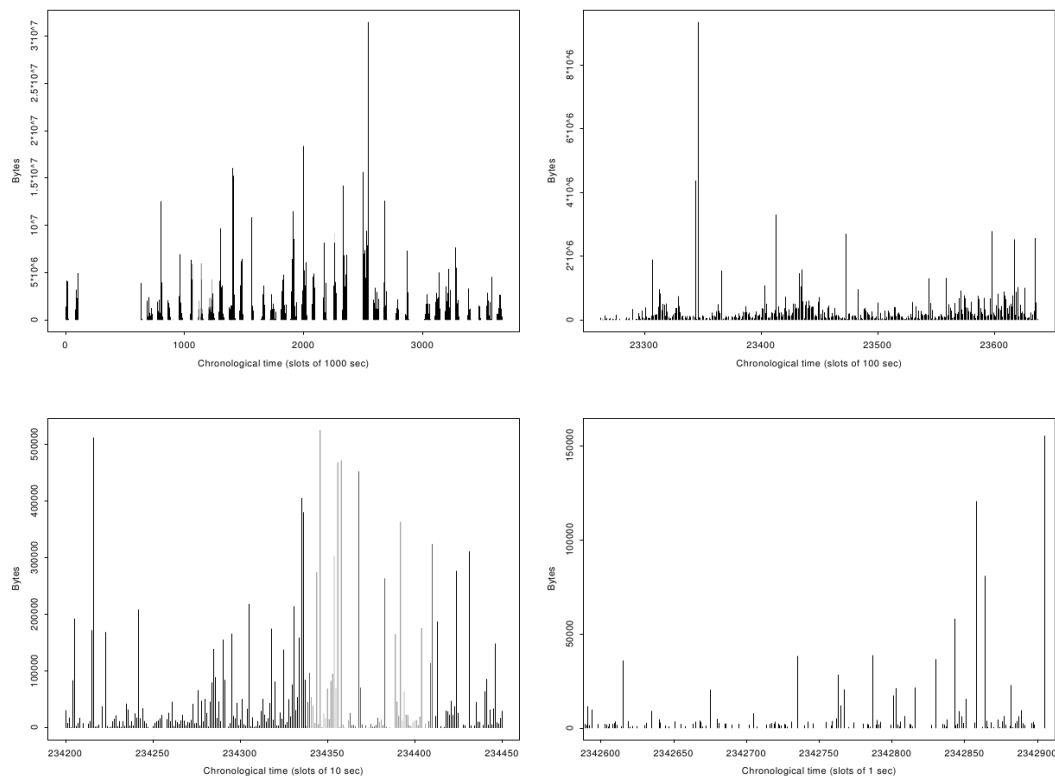 3*10^7
2.5*10^7
2*10^7
1.5*10^7
10^7
5*10^6
0
Bytes
0 1000 2000 3000
Chronological time (slots of 1000 sec)
8*10^6
6*10^6
4*10^6
2*10^6
0
Bytes
23300 23400 23500 23600
Chronological time (slots of 100 sec)
500000
400000
300000
200000
100000
0
Bytes
234200 234250 234300 234350 234400 234450
Chronological time (slots of 10 sec)
150000
100000
50000
0
Bytes
2342600 2342650 2342700 2342750 2342800 2342850 2342900
Chronological time (slots of 1 sec)